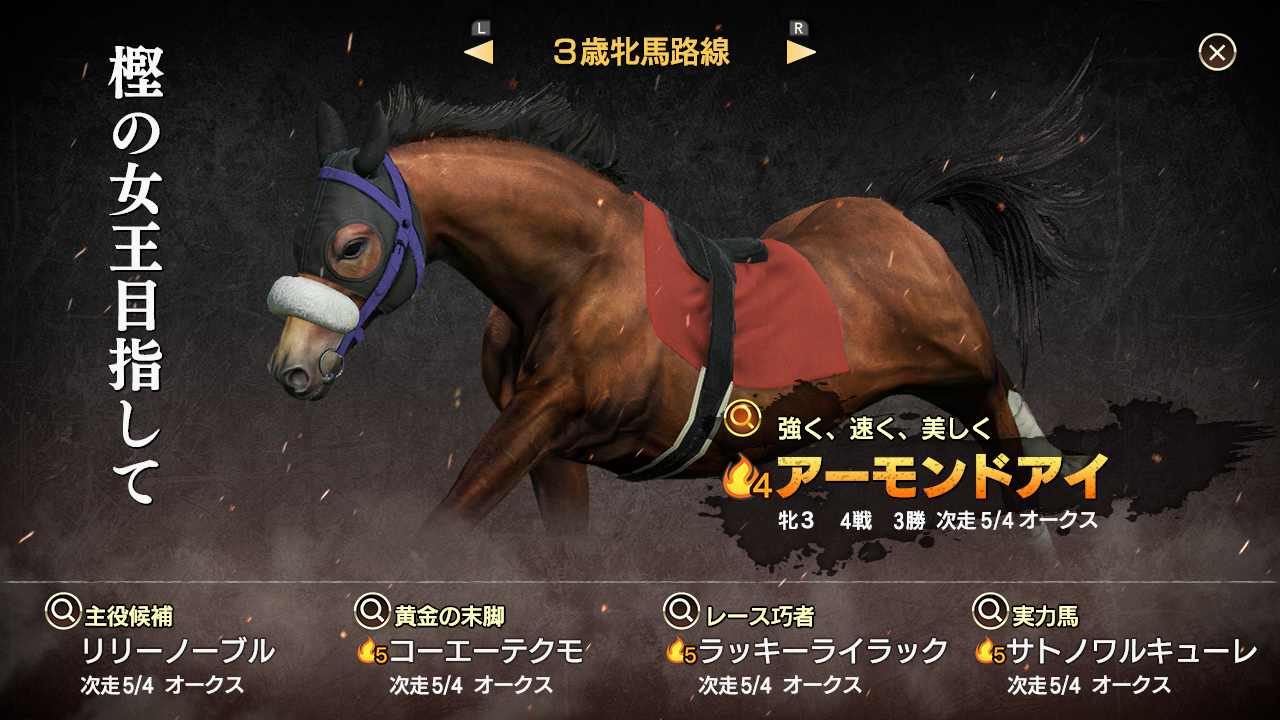 L
3歳牝馬路線
R
樫の女王目指して
強く、速く、美しく
4アーモンドアイ
牝3 4戦 3勝 次走5/4オークス
主役候補
リリーノーブル
次走5/4 オークス
黄金の末脚
5コーエーテクモ
次走5/4 オークス
レース巧者
5ラッキーライラック
次走5/4 オークス
実力馬
5サトノワルキューレ
次走5/4 オークス